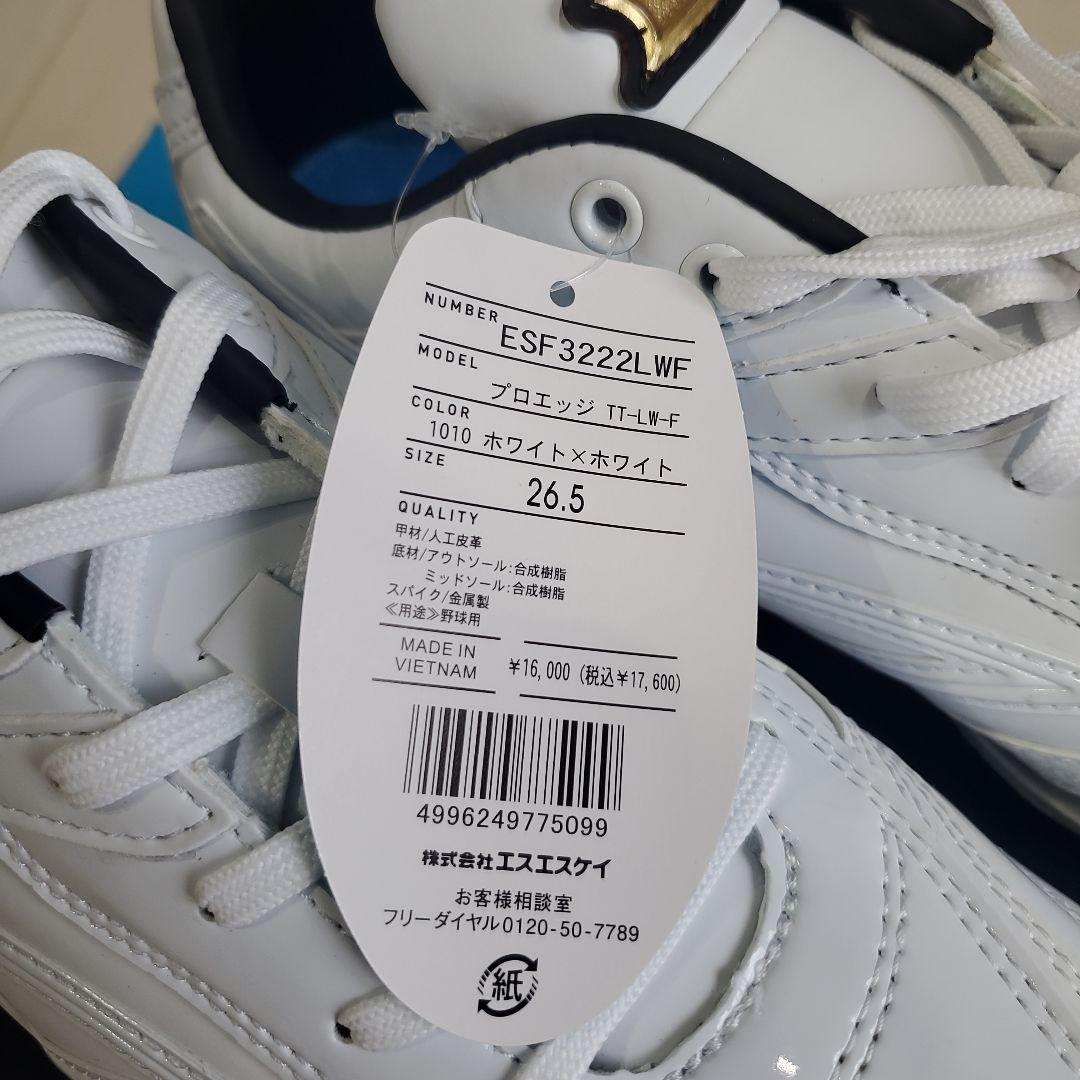 NUMBER
ESF3222LWF
MODEL
プロエッジ TT-LW-F
COLOR
1010 ホワイト×ホワイト
SIZE
26.5
QUALITY
甲材/人工皮革
底材/アウトソール:合成樹脂
ミッドソール:合成樹脂
スパイク/金属製
≪用途≫野球用
MADE IN
VIETNAM
¥16,000 (税込¥17,600)
4996249775099
株式会社エスエスケイ
お客様相談室
フリーダイヤル0120-50-7789
紙